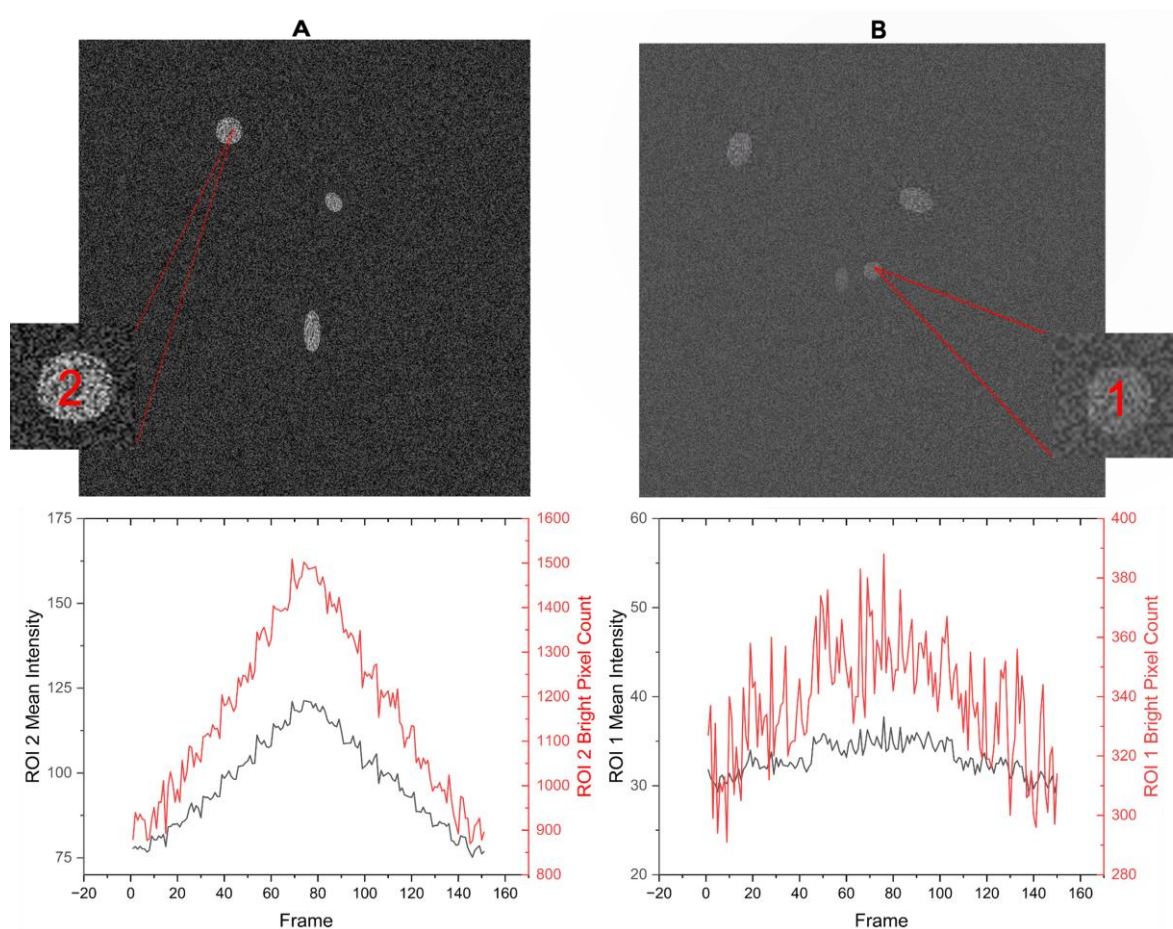 A
B
2
1
175
150
125
100
75
ROI 2 Mean Intensity
1600
1500
1400
1300
1200
1100
1000
900
800
ROI 2 Bright Pixel Count
−20 0 20 40 60 80 100 120 140 160
Frame
60
50
40
30
20
ROI 1 Mean Intensity
400
380
360
340
320
300
280
ROI 1 Bright Pixel Count
−20 0 20 40 60 80 100 120 140 160
Frame